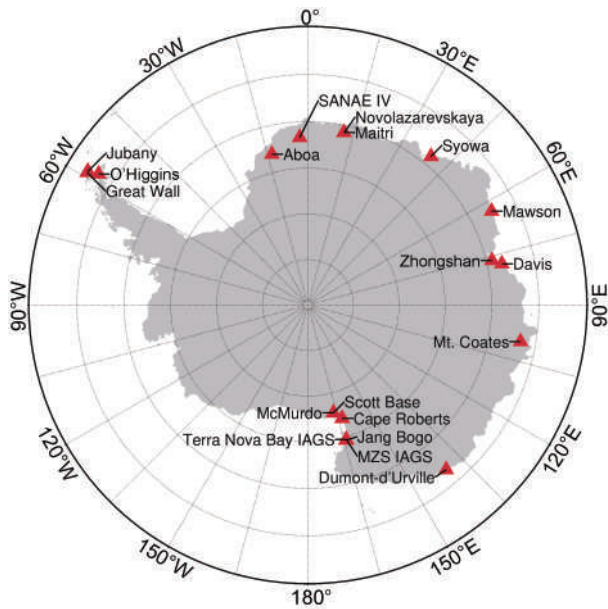 0°
30°W
30°E
SANAE IV
Novolazarevskaya
Maitri
Aboa
Syowa
60°W
60°E
Jubany
O'Higgins
Great Wall
Mawson
Zhongshan
Davis
90°W
90°E
Mt. Coates
McMurdo
Scott Base
Cape Roberts
Terra Nova Bay IAGS
Jang Bogo
MZS IAGS
Dumont-d'Urville
120°W
120°E
150°W
150°E
180°